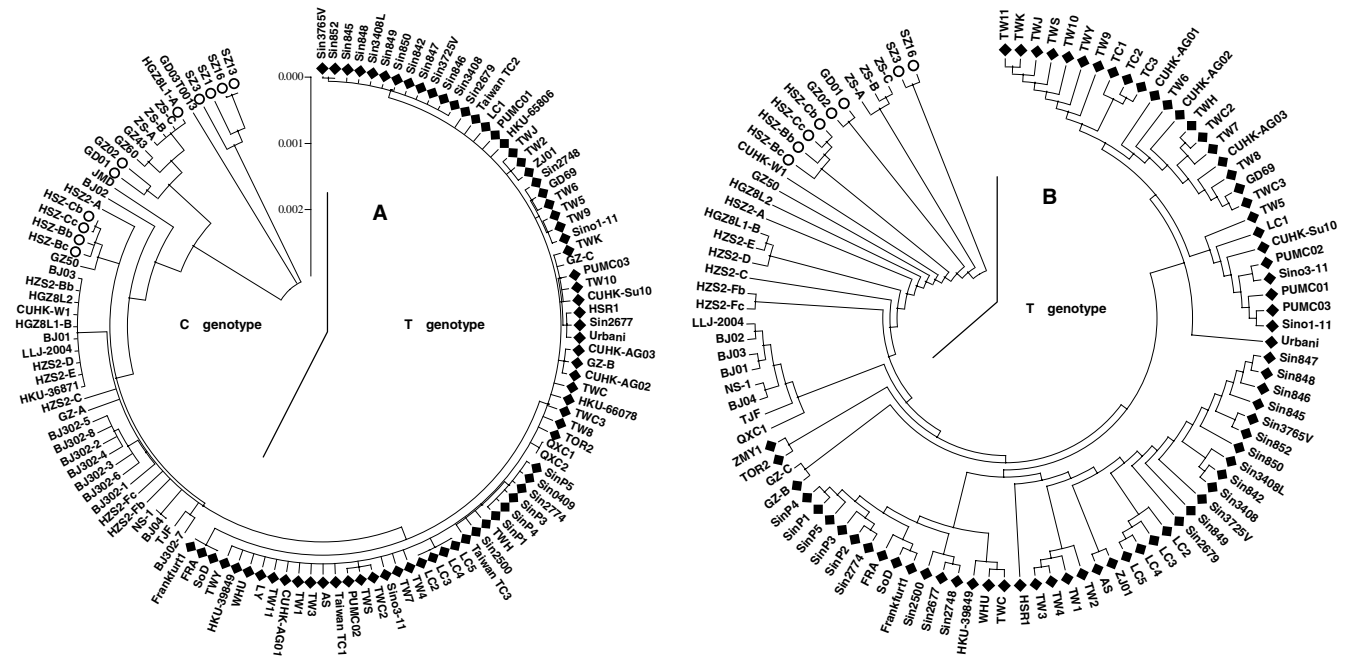 Sin3765V
Sin852
Sin845
Sin848
Sin3408L
Sin849
Sin850
Sin842
Sin847
Sin3725V
Sin846
Sin3408
Sin2679
Taiwan TC2
LC1
PUMC01
HKU-65806
TWJ
TW2
ZJ01
Sin2748
GD69
TW6
TW5
TW9
Sino1-11
TWK
GZ-C
PUMC03
TW10
CUHK-Su10
HSR1
Sin2677
Urbani
CUHK-AG03
GZ-B
CUHK-AG02
TWC
HKU-66078
TWC3
TW8
TOR2
QXC1
QXC2
SinP5
Sin0409
Sin2774
SinP3
SinP4
SinP1
TWH
Sin2500
Taiwan TC3
LC5
LC4
LC3
LC2
TW4
TW7
Sino3-11
TWC2
TWS
PUMC02
Taiwan TC1
AS
TW3
TW1
CUHK-AG01
TW11
LY
WHU
HKU-39849
TWY
SoD
FRA
Frankfurt1
BJ302-7
TJF
BJ04
NS-1
HZS2-Fb
HZS2-Fc
BJ302-1
BJ302-6
BJ302-3
BJ302-4
BJ302-2
BJ302-8
BJ302-5
GZ-A
HZS2-C
HKU-36871
HZS2-E
HZS2-D
LLJ-2004
BJ01
HGZ8L1-B
CUHK-W1
HGZ8L2
HZS2-Bb
BJ03
GZ50
HSZ-Bc
HSZ-Bb
HSZ-Cc
HSZ-Cb
HSZ2-A
BJ02
JMD
GD01
GZ02
GZ60
GZ43
ZS-A
ZS-B
ZS-C
HGZ8L1-A
GD03T0013
SZ3
SZ1
SZ16
SZ13
0.000
0.001
0.002
A
C genotype
T genotype
TW11
TWK
TWJ
TWS
TW10
TWY
TW9
TC1
TC2
TC3
CUHK-AG01
TW6
CUHK-AG02
TWH
TWC2
TW7
CUHK-AG03
TW8
GD69
TWC3
TW5
LC1
CUHK-Su10
PUMC02
Sino3-11
PUMC01
PUMC03
Sino1-11
Urbani
Sin847
Sin848
Sin846
Sin845
Sin3765V
Sin852
Sin850
Sin3408L
Sin842
Sin3408
Sin3725V
Sin849
Sin2679
LC2
LC3
LC4
LC5
ZJ01
AS
TW2
TW1
TW4
TW3
HSR1
TWC
WHU
HKU-39849
Sin2748
Sin2677
Sin2500
Frankfurt1
SoD
FRA
Sin2774
SinP2
SinP3
SinP5
SinP1
SinP4
GZ-B
GZ-C
TOR2
ZMY1
QXC1
TJF
BJ04
NS-1
BJ01
BJ03
BJ02
LLJ-2004
HZS2-Fc
HZS2-Fb
HZS2-C
HZS2-D
HZS2-E
HGZ8L1-B
HSZ2-A
HGZ8L2
GZ50
CUHK-W1
HSZ-Bc
HSZ-Bb
HSZ-Cc
HSZ-Cb
GZ02
GD01
ZS-A
ZS-B
ZS-C
SZ3
SZ16
B
T genotype